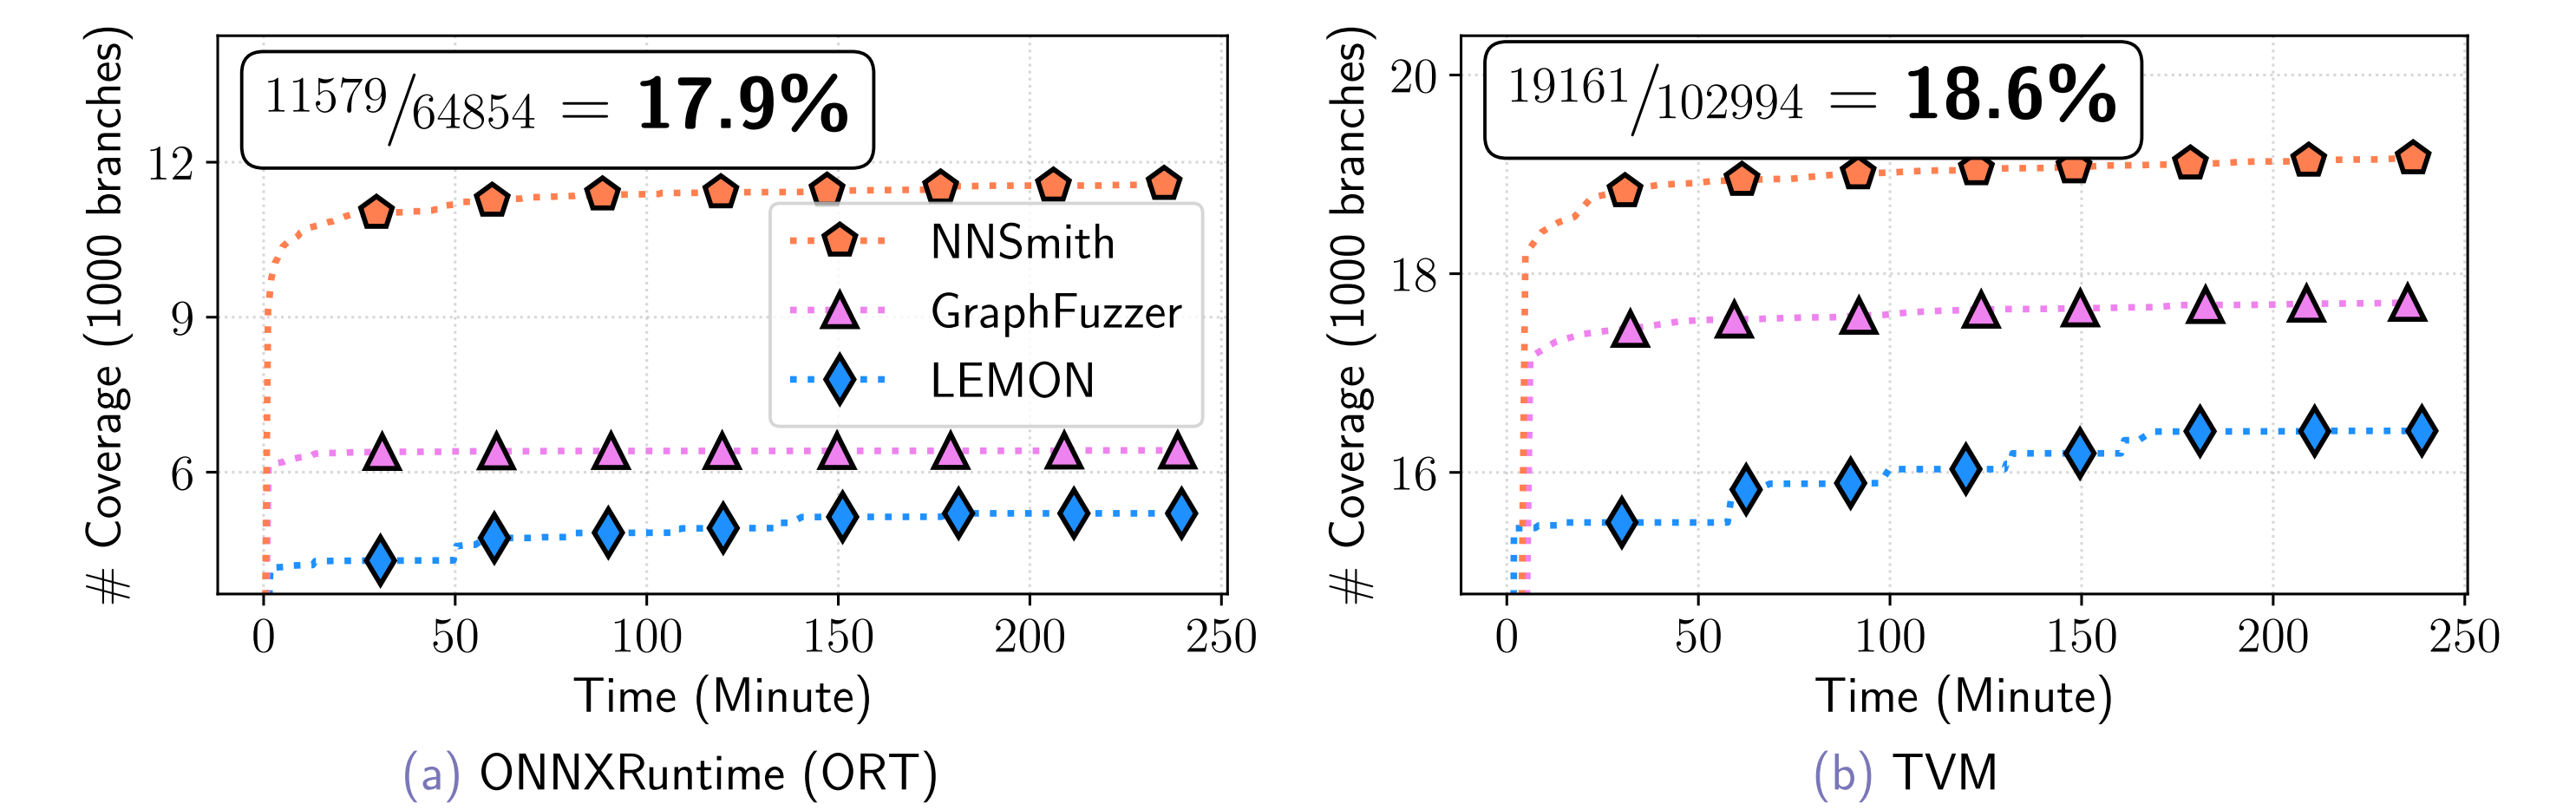 # Coverage (1000 branches)
12
9
6
11579/64854 = 17.9%
NNSmith
GraphFuzzer
LEMON
0 50 100 150 200 250
Time (Minute)
(a) ONNXRuntime (ORT)
# Coverage (1000 branches)
20
18
16
19161/102994 = 18.6%
0 50 100 150 200 250
Time (Minute)
(b) TVM